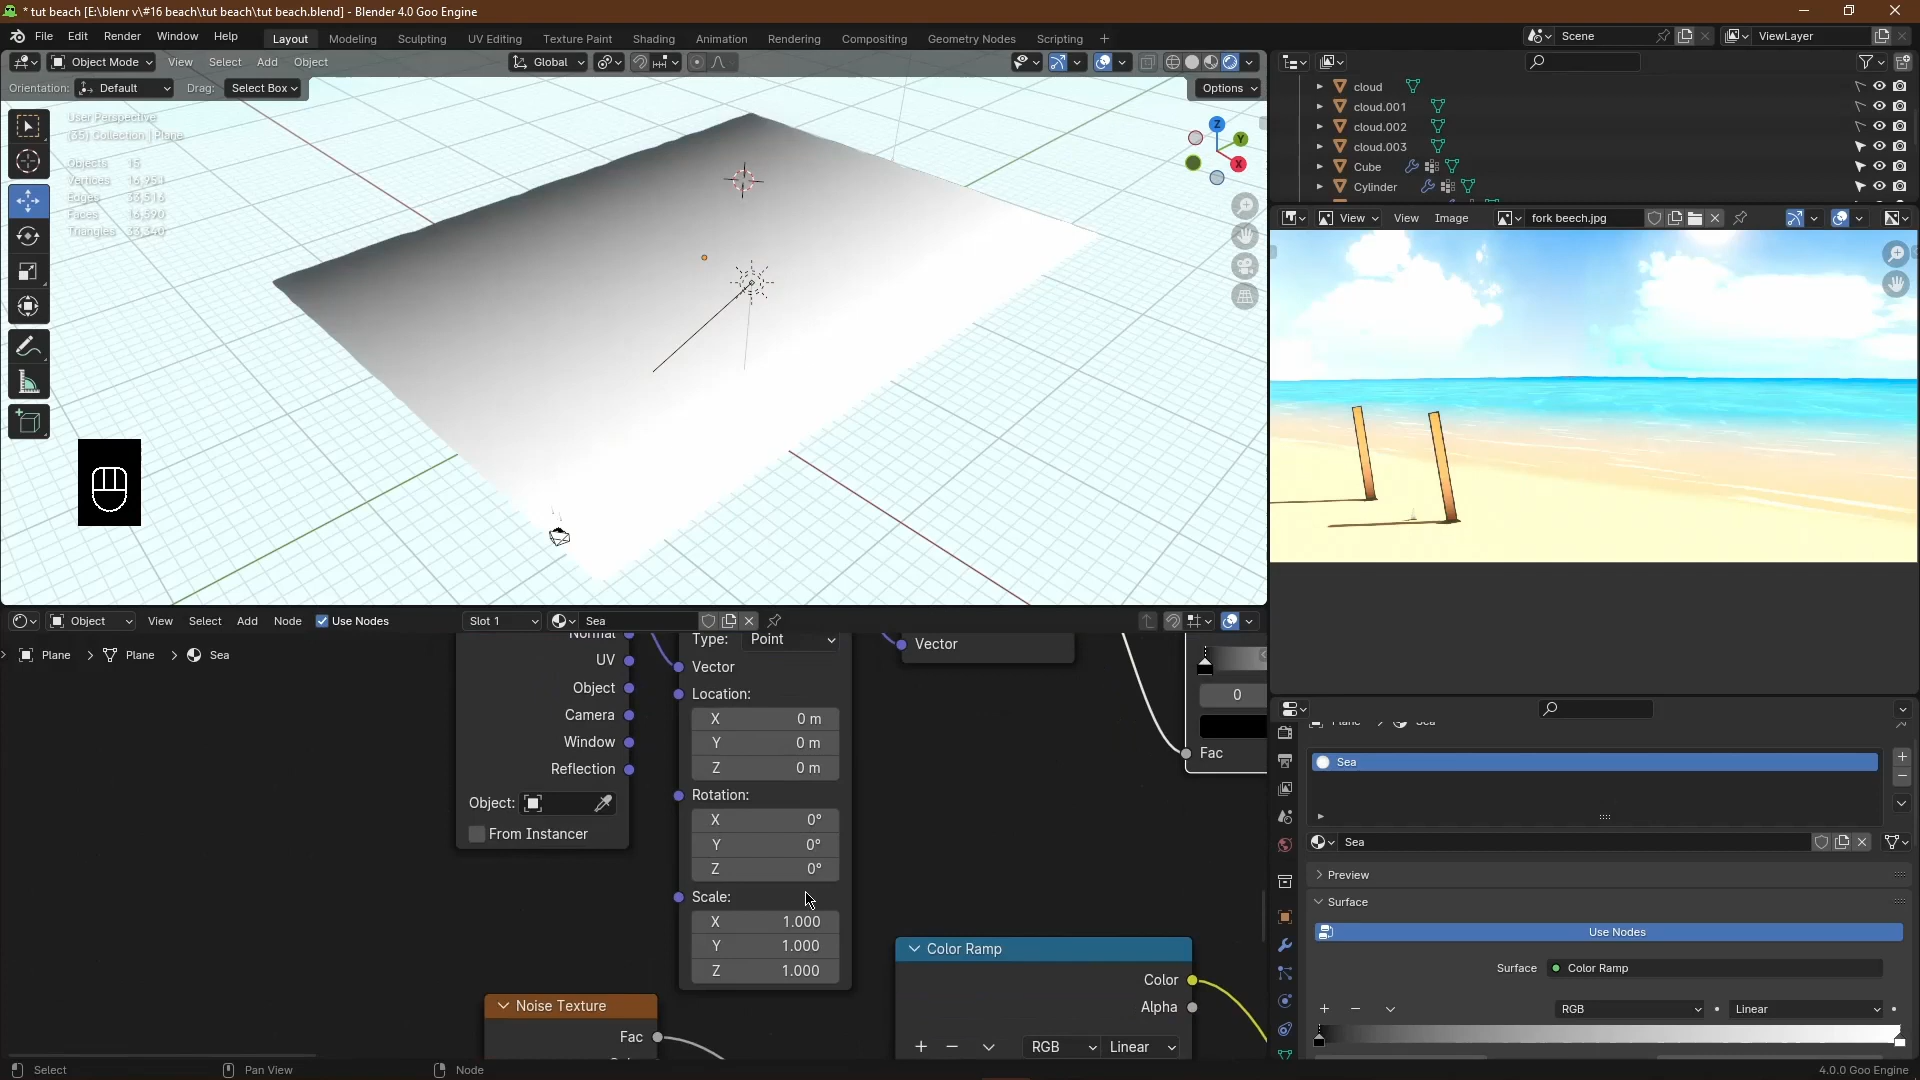 * tut beach [E:\blenr v\#16 beach\tut beach\tut beach.blend] - Blender 4.0 Goo Engine
File Edit Render Window Help
Layout Modeling Sculpting UV Editing Texture Paint Shading Animation Rendering Compositing Geometry Nodes Scripting +
Scene
ViewLayer
Object Mode View Select Add Object
Global
Orientation: Default Drag: Select Box
Options
User Perspective
(35) Collection | Plane
Objects 15
Vertices 16,951
Edges 33,516
Faces 16,590
Triangles 33,340
Z
Y
X
cloud
cloud.001
cloud.002
cloud.003
Cube
Cylinder
View View Image fork beech.jpg
Object View Select Add Node Use Nodes Slot 1 Sea
Plane > Plane > Sea
Normal
UV
Object
Camera
Window
Reflection
Object:
From Instancer
Type: Point
Vector
Location:
X 0 m
Y 0 m
Z 0 m
Rotation:
X 0°
Y 0°
Z 0°
Scale:
X 1.000
Y 1.000
Z 1.000
Vector
0
Fac
Noise Texture
Fac
Color Ramp
Color
Alpha
RGB Linear
Plane > Sea
Sea
Sea
Preview
Surface
Use Nodes
Surface Color Ramp
RGB Linear
Select Pan View Node
4.0.0 Goo Engine